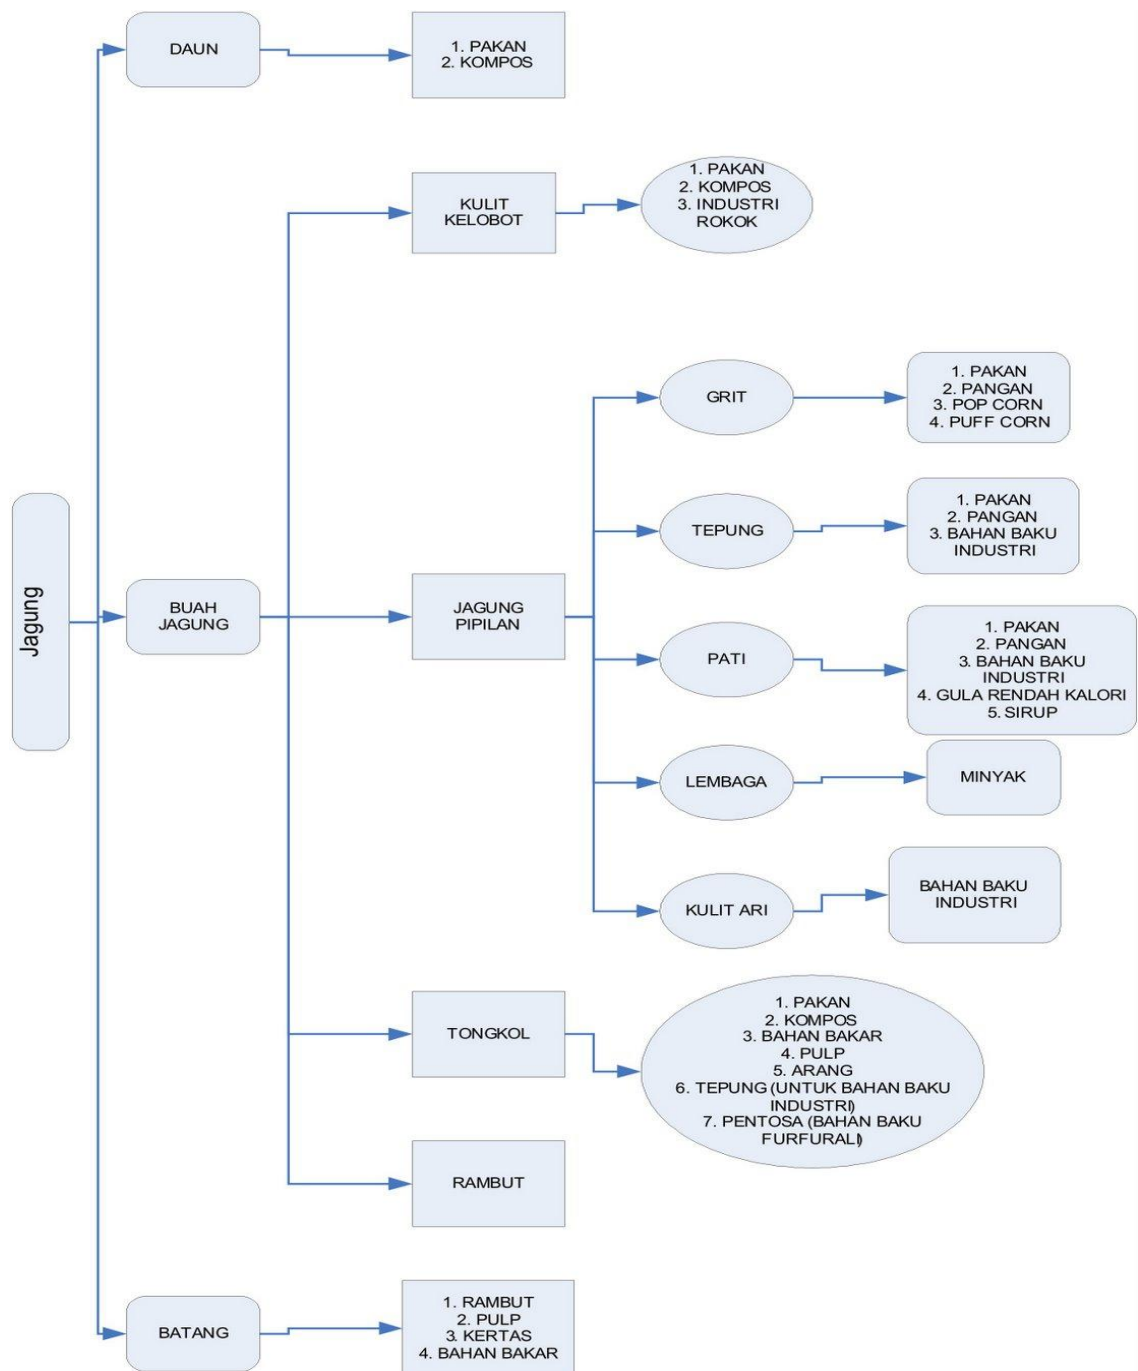 DAUN
1. PAKAN
2. KOMPOS
KULIT
KELOBOT
1. PAKAN
2. KOMPOS
3. INDUSTRI
ROKOK
GRIT
1. PAKAN
2. PANGAN
3. POP CORN
4. PUFF CORN
TEPUNG
1. PAKAN
2. PANGAN
3. BAHAN BAKU
INDUSTRI
Jagung
BUAH
JAGUNG
JAGUNG
PIPILAN
PATI
1. PAKAN
2. PANGAN
3. BAHAN BAKU
INDUSTRI
4. GULA RENDAH KALORI
5. SIRUP
LEMBAGA
MINYAK
KULIT ARI
BAHAN BAKU
INDUSTRI
TONGKOL
1. PAKAN
2. KOMPOS
3. BAHAN BAKAR
4. PULP
5. ARANG
6. TEPUNG (UNTUK BAHAN BAKU
INDUSTRI)
7. PENTOSA (BAHAN BAKU
FURFURALI)
RAMBUT
BATANG
1. RAMBUT
2. PULP
3. KERTAS
4. BAHAN BAKAR